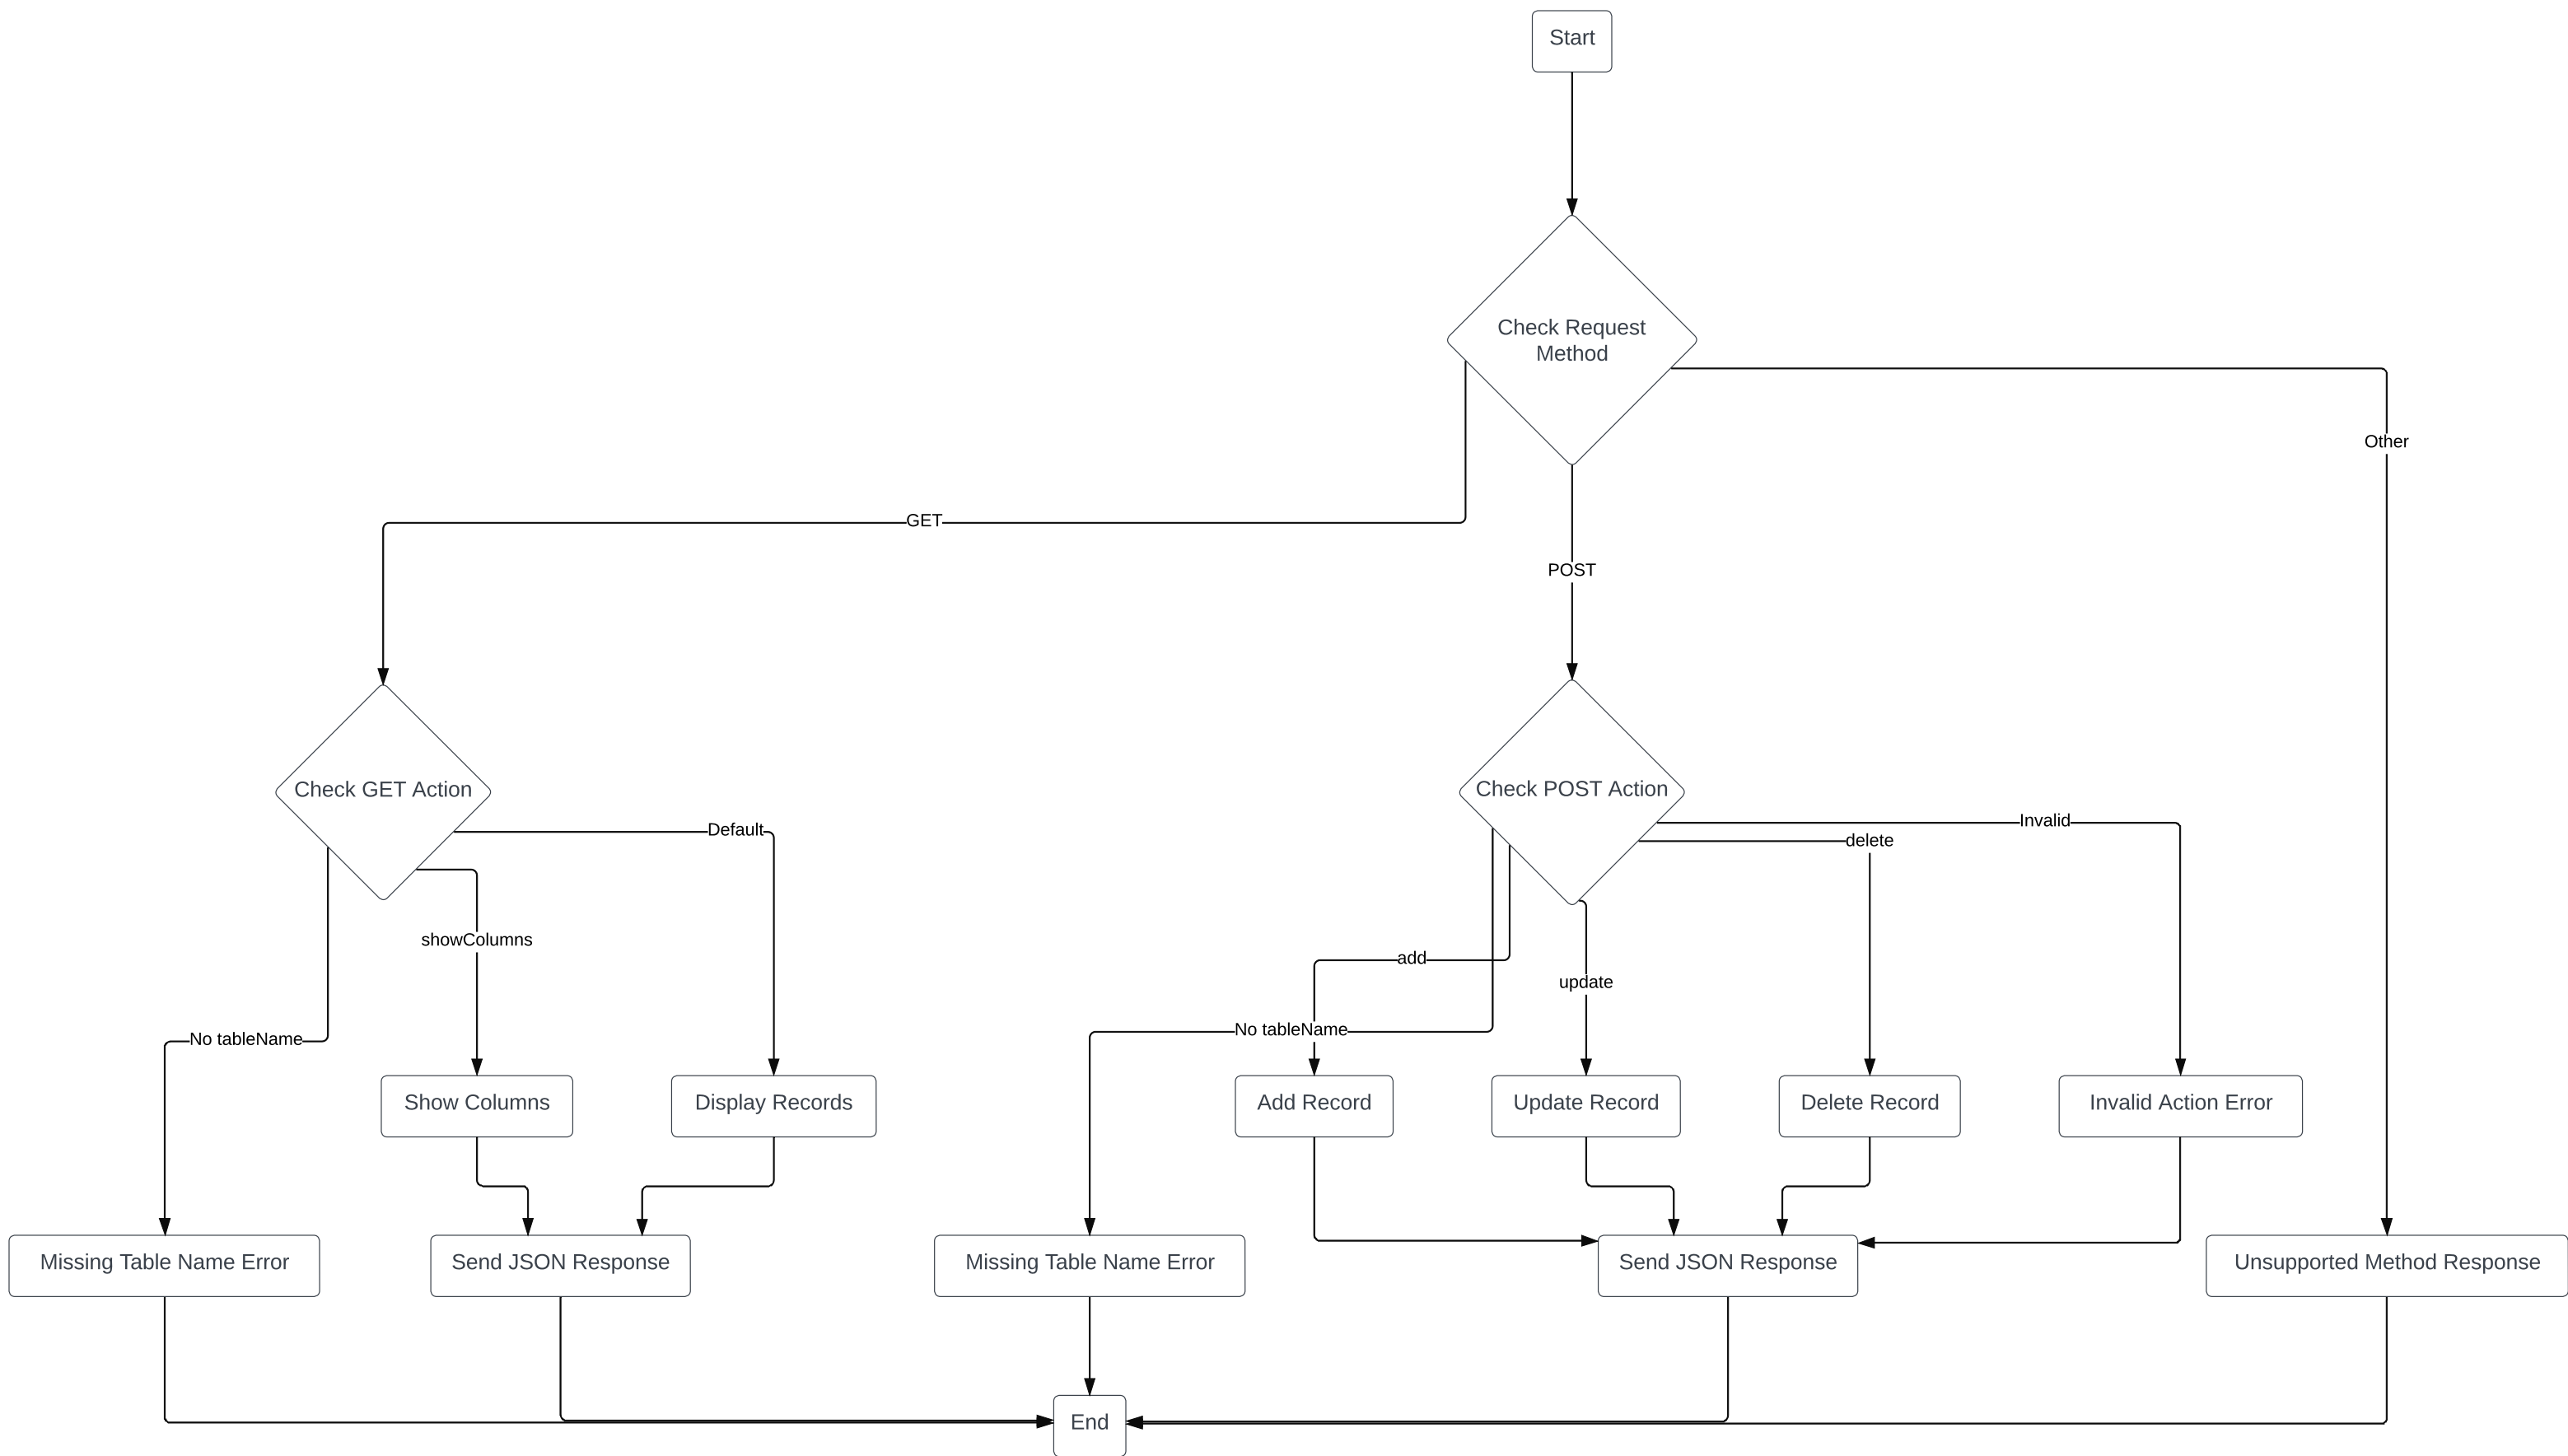 Start
Check Request
Method
Other
GET
POST
Check GET Action
Check POST Action
Default
Invalid
delete
showColumns
add
update
No tableName
No tableName
Show Columns
Display Records
Add Record
Update Record
Delete Record
Invalid Action Error
Missing Table Name Error
Send JSON Response
Missing Table Name Error
Send JSON Response
Unsupported Method Response
End